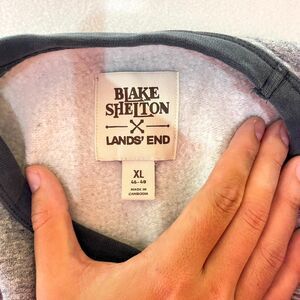 BLAKE
SHELTON
LANDS' END
XL
46-48
MADE IN
CAMBODIA